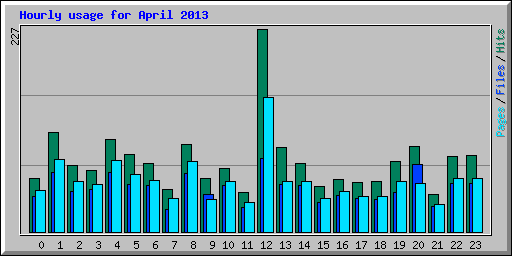 Hourly usage for April 2013
227
Pages / Files / Hits
0 1 2 3 4 5 6 7 8 9 10 11 12 13 14 15 16 17 18 19 20 21 22 23